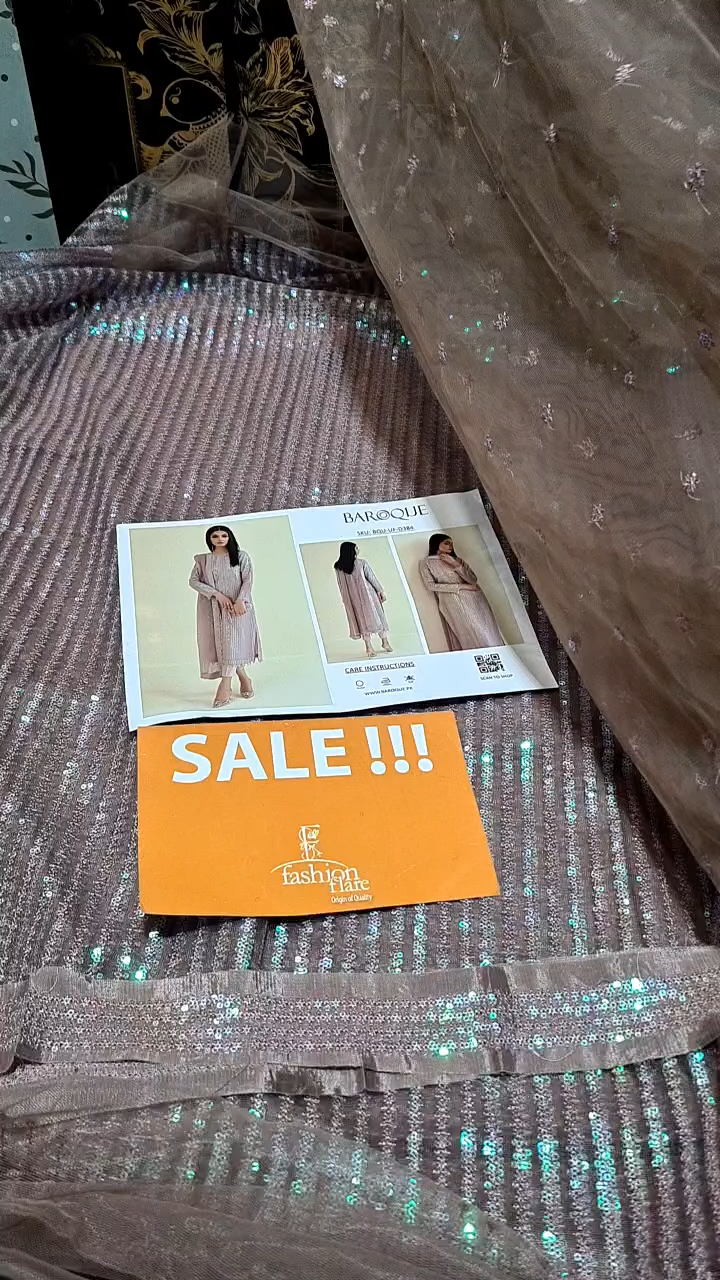 BAROQUE
SKU: BQU-UF-D384
CARE INSTRUCTIONS
WWW.BAROQUE.PK
SCAN TO SHOP
SALE !!!
fashion
flare
Origin of Quality